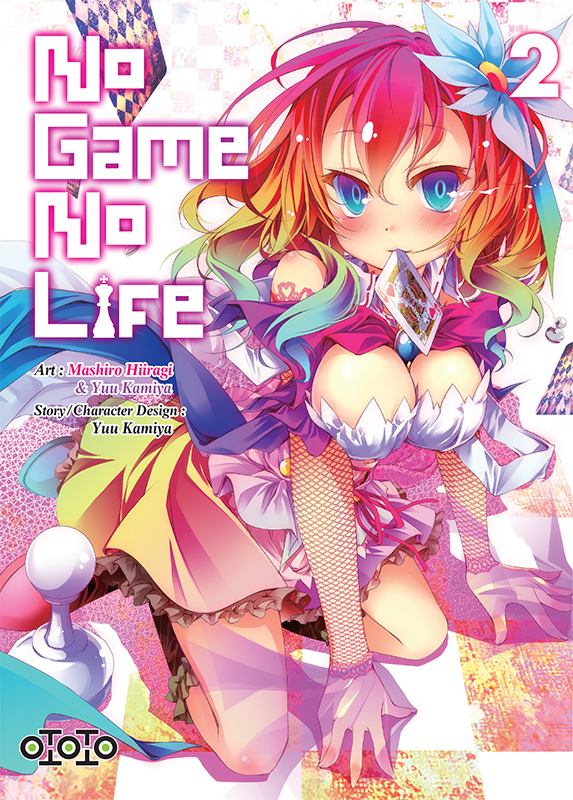 No
Game
No
Life
2
Art : Mashiro Hiiragi
& Yuu Kamiya
Story/Character Design :
Yuu Kamiya
OTOTO